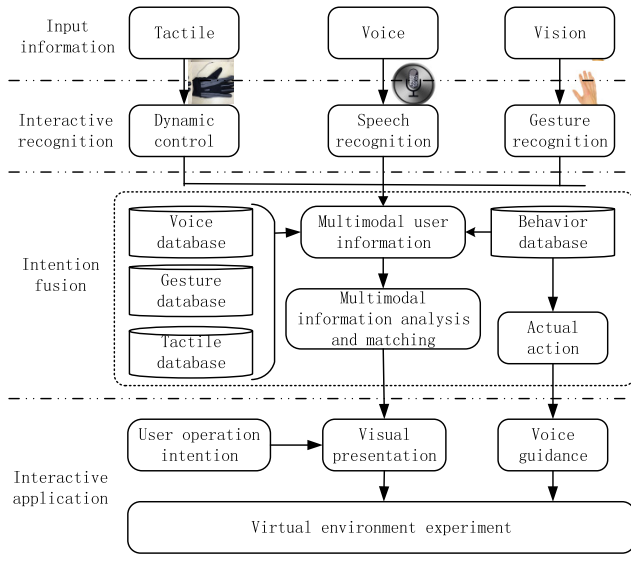 Input
information
Tactile
Voice
Vision
Interactive
recognition
Dynamic
control
Speech
recognition
Gesture
recognition
Intention
fusion
Voice
database
Gesture
database
Tactile
database
Multimodal user
information
Behavior
database
Multimodal
information analysis
and matching
Actual
action
Interactive
application
User operation
intention
Visual
presentation
Voice
guidance
Virtual environment experiment